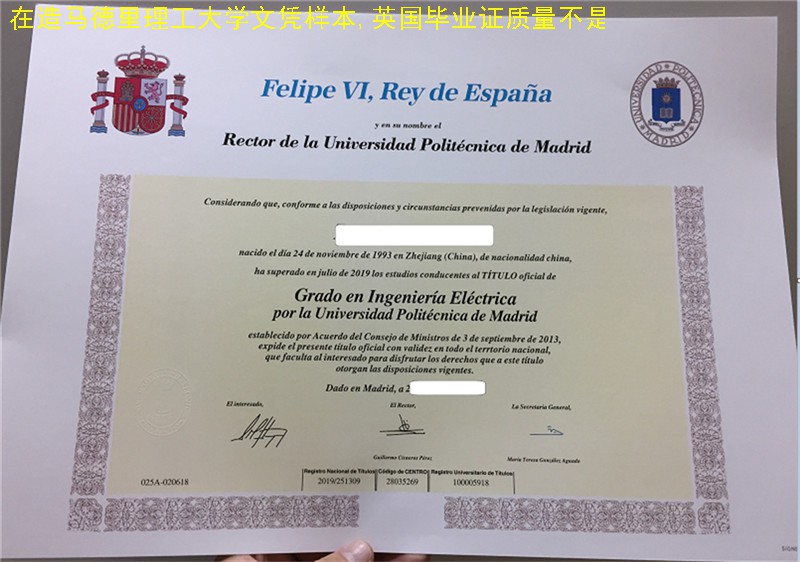 在造马德里理工大学文凭样本, 英国毕业证质量不是
Felipe VI, Rey de España
y en su nombre el
Rector de la Universidad Politécnica de Madrid
UNIVERSIDAD POLITECNICA MADRID
Considerando que, conforme a las disposiciones y circunstancias prevenidas por la legislación vigente,
nacido el día 24 de noviembre de 1993 en Zhejiang (China), de nacionalidad china,
ha superado en julio de 2019 los estudios conducentes al TÍTULO oficial de
Grado en Ingeniería Eléctrica
por la Universidad Politécnica de Madrid
establecido por Acuerdo del Consejo de Ministros de 3 de septiembre de 2013,
expide el presente título oficial con validez en todo el terrtorio nacional,
que faculta al interesado para disfrutar los derechos que a este título
otorgan las disposiciones vigentes.
Dado en Madrid, a 2
El interesado, El Rector, La Secretaria General,
Guillermo Cisneros Pérez María Teresa González Aguado
Registro Nacional de Títulos Código de CENTRO Registro Universitario de Títulos
025A-020618 2019/251309 28035269 100005918